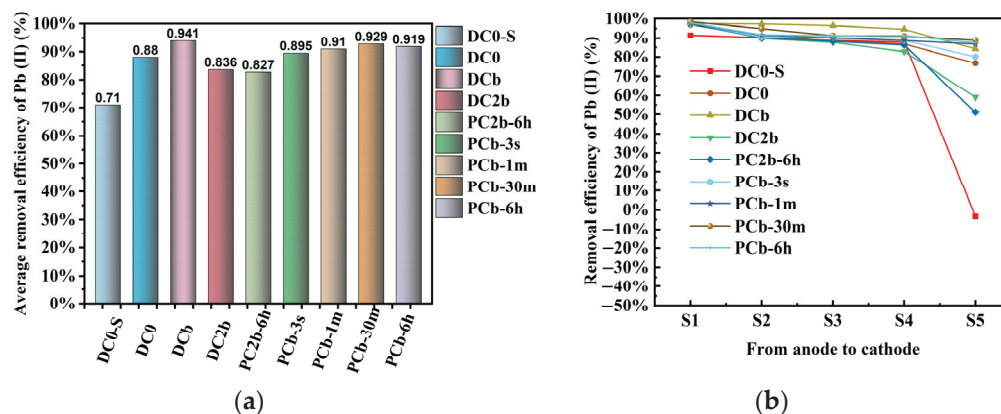 Average removal efficiency of Pb (II) (%)
100%
90%
80%
70%
60%
50%
40%
30%
20%
10%
0%
0.71
0.88
0.941
0.836
0.827
0.895
0.91
0.929
0.919
DC0-S
DC0
DCb
DC2b
PC2b-6h
PCb-3s
PCb-1m
PCb-30m
PCb-6h
DC0-S
DC0
DCb
DC2b
PC2b-6h
PCb-3s
PCb-1m
PCb-30m
PCb-6h
(a)
Removal efficiency of Pb (II) (%)
100%
90%
80%
70%
60%
50%
40%
30%
20%
10%
0%
−10%
−20%
−30%
−40%
−50%
DC0-S
DC0
DCb
DC2b
PC2b-6h
PCb-3s
PCb-1m
PCb-30m
PCb-6h
S1
S2
S3
S4
S5
From anode to cathode
(b)